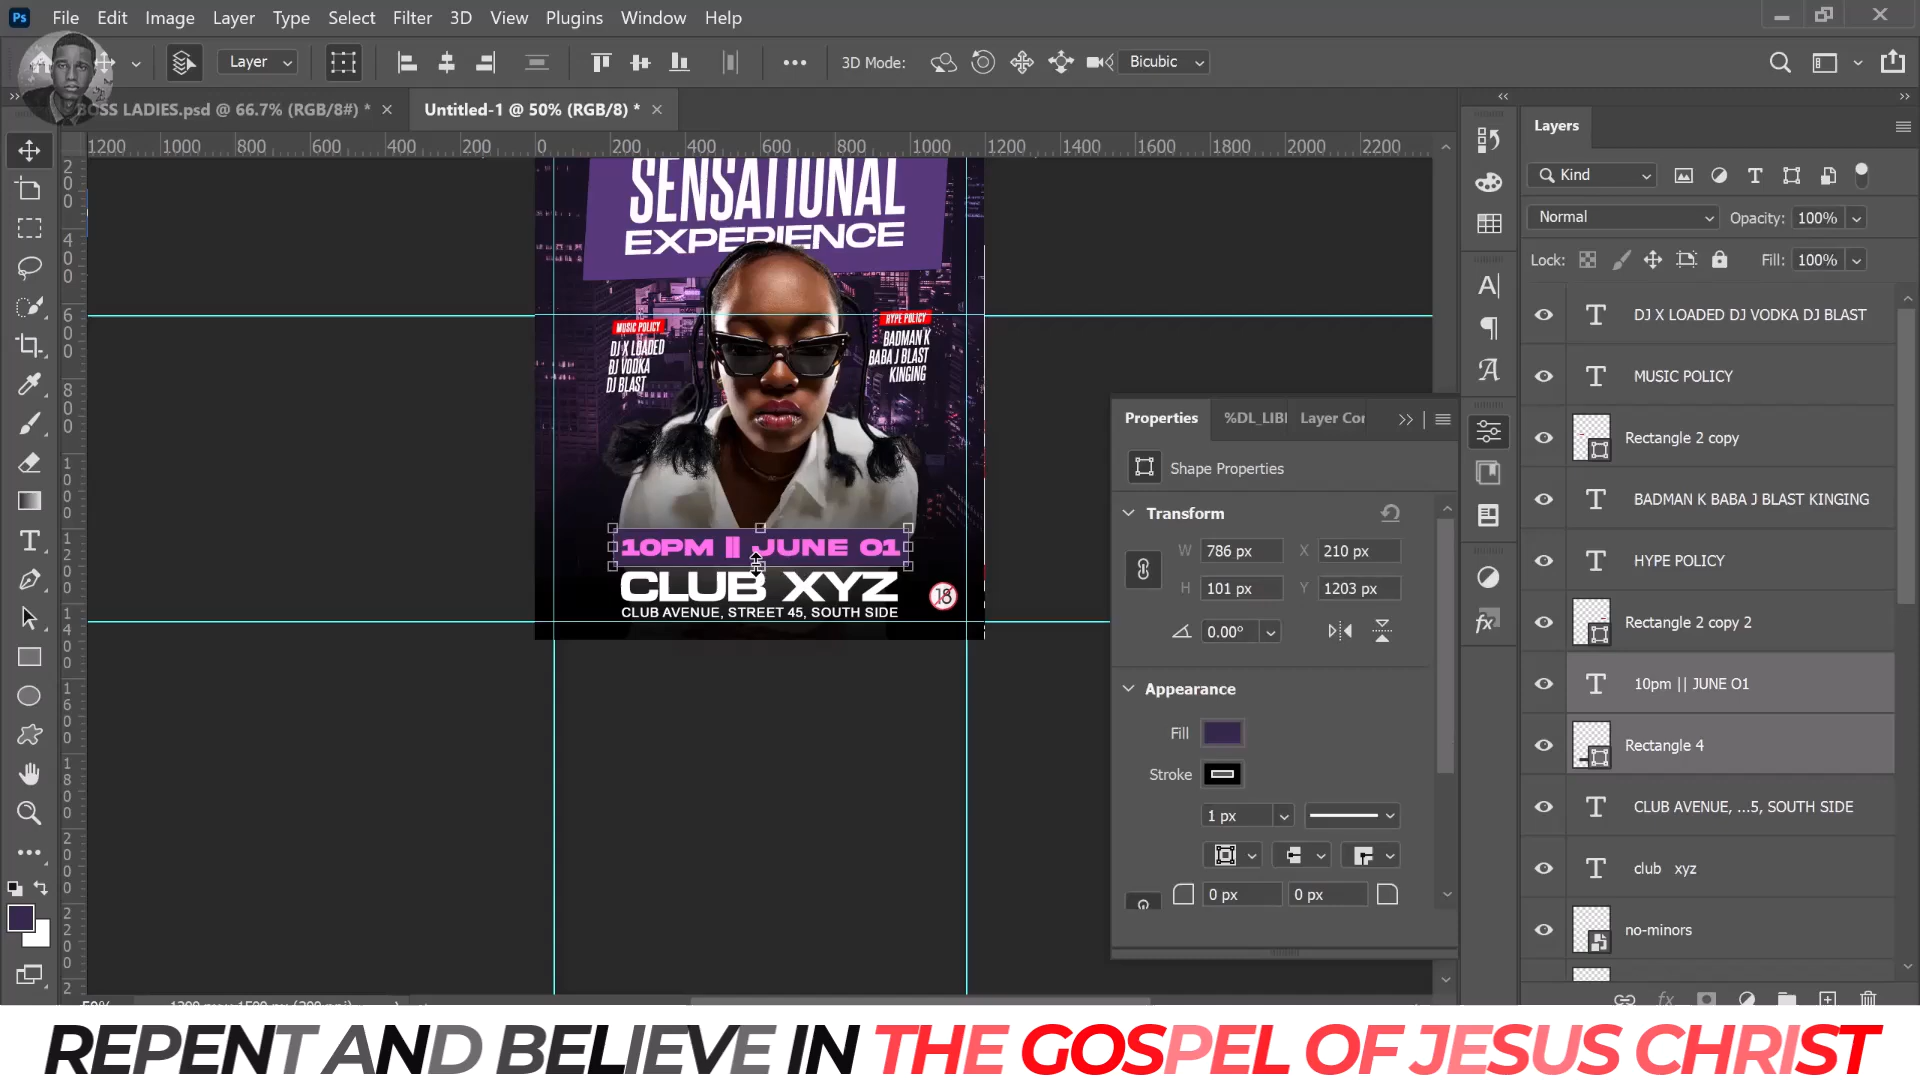 Ps File Edit Image Layer Type Select Filter 3D View Plugins Window Help
Layer 3D Mode: Bicubic
BOSS LADIES.psd @ 66.7% (RGB/8#) * × Untitled-1 @ 50% (RGB/8) * ×
1200 1000 800 600 400 200 0 200 400 600 800 1000 1200 1400 1600 1800 2000 2200
SENSATIONAL
EXPERIENCE
MUSIC POLICY
DJ X LOADED
DJ VODKA
DJ BLAST
HYPE POLICY
BADMAN K
BABA J BLAST
KINGING
10PM || JUNE 01
CLUB XYZ
CLUB AVENUE, STREET 45, SOUTH SIDE
18
Properties %DL_LIBI Layer Cor
Shape Properties
Transform
W 786 px X 210 px
H 101 px Y 1203 px
0.00°
Appearance
Fill
Stroke
1 px
0 px 0 px
Layers
Kind
Normal Opacity: 100%
Lock: Fill: 100%
DJ X LOADED DJ VODKA DJ BLAST
MUSIC POLICY
Rectangle 2 copy
BADMAN K BABA J BLAST KINGING
HYPE POLICY
Rectangle 2 copy 2
10pm || JUNE O1
Rectangle 4
CLUB AVENUE, ...5, SOUTH SIDE
club xyz
no-minors
REPENT AND BELIEVE IN THE GOSPEL OF JESUS CHRIST